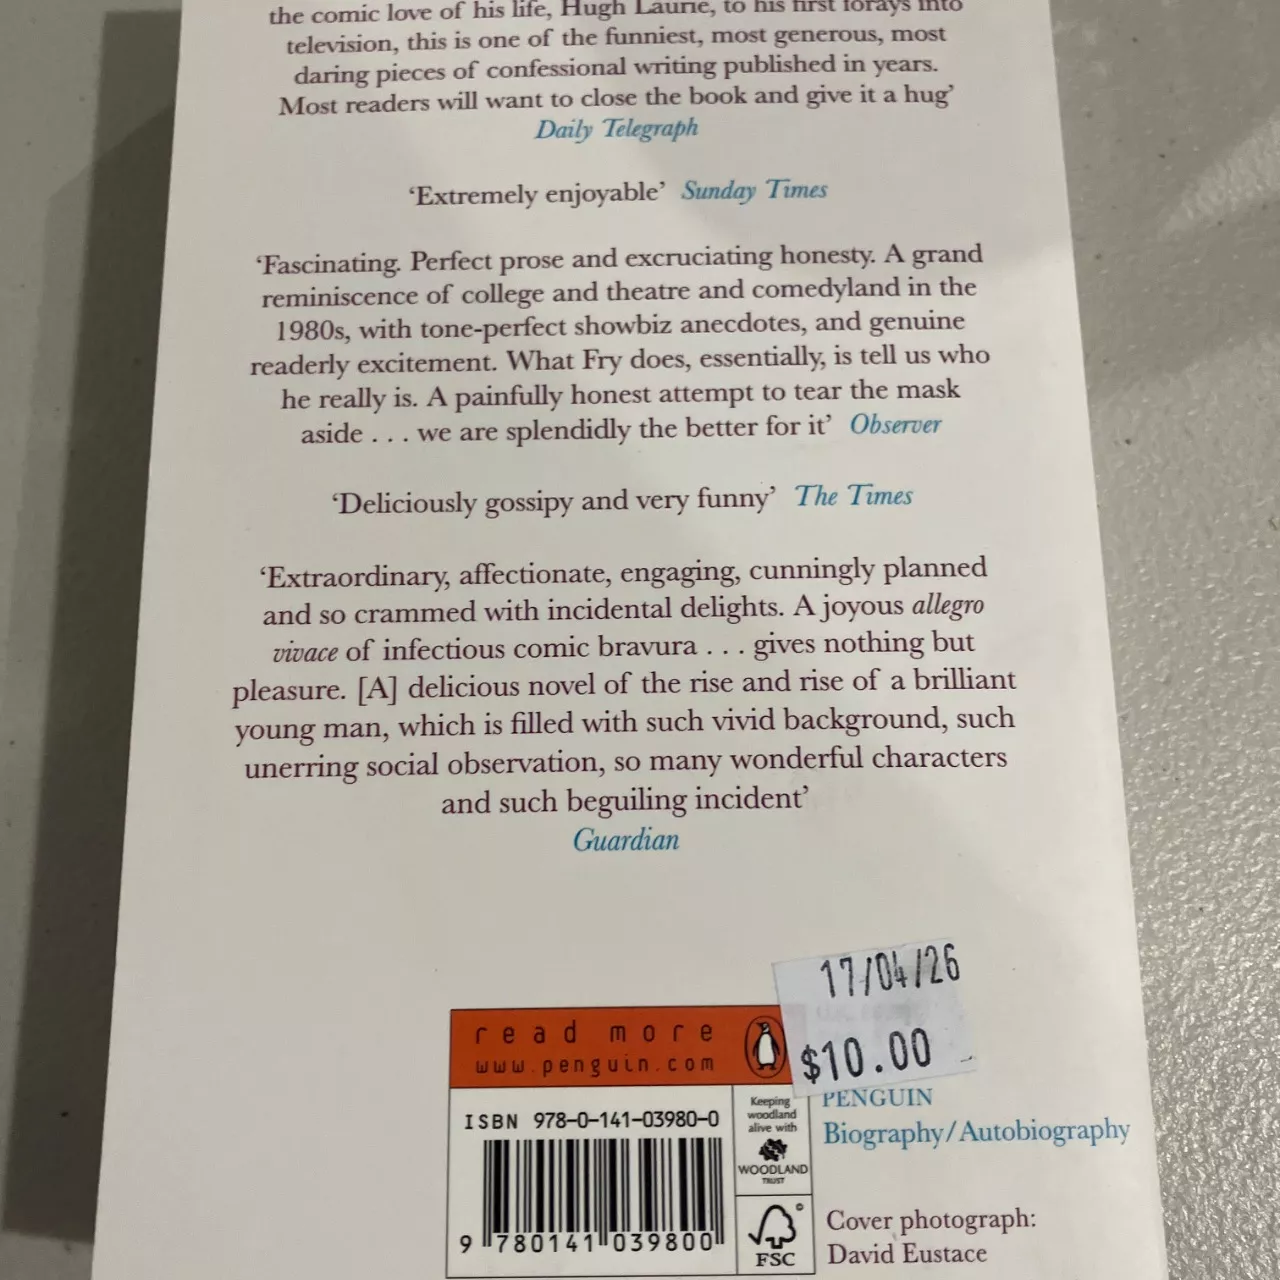 the comic love of his life, Hugh Laurie, to his first forays into
television, this is one of the funniest, most generous, most
daring pieces of confessional writing published in years.
Most readers will want to close the book and give it a hug’
Daily Telegraph
‘Extremely enjoyable’ Sunday Times
‘Fascinating. Perfect prose and excruciating honesty. A grand
reminiscence of college and theatre and comedyland in the
1980s, with tone-perfect showbiz anecdotes, and genuine
readerly excitement. What Fry does, essentially, is tell us who
he really is. A painfully honest attempt to tear the mask
aside . . . we are splendidly the better for it’ Observer
‘Deliciously gossipy and very funny’ The Times
‘Extraordinary, affectionate, engaging, cunningly planned
and so crammed with incidental delights. A joyous allegro
vivace of infectious comic bravura . . . gives nothing but
pleasure. [A] delicious novel of the rise and rise of a brilliant
young man, which is filled with such vivid background, such
unerring social observation, so many wonderful characters
and such beguiling incident’
Guardian
17/04/26
$10.00
read more
www.penguin.com
ISBN 978-0-141-03980-0
9 780141 039800
Keeping
woodland
alive with
WOODLAND
TRUST
FSC
PENGUIN
Biography/Autobiography
Cover photograph:
David Eustace